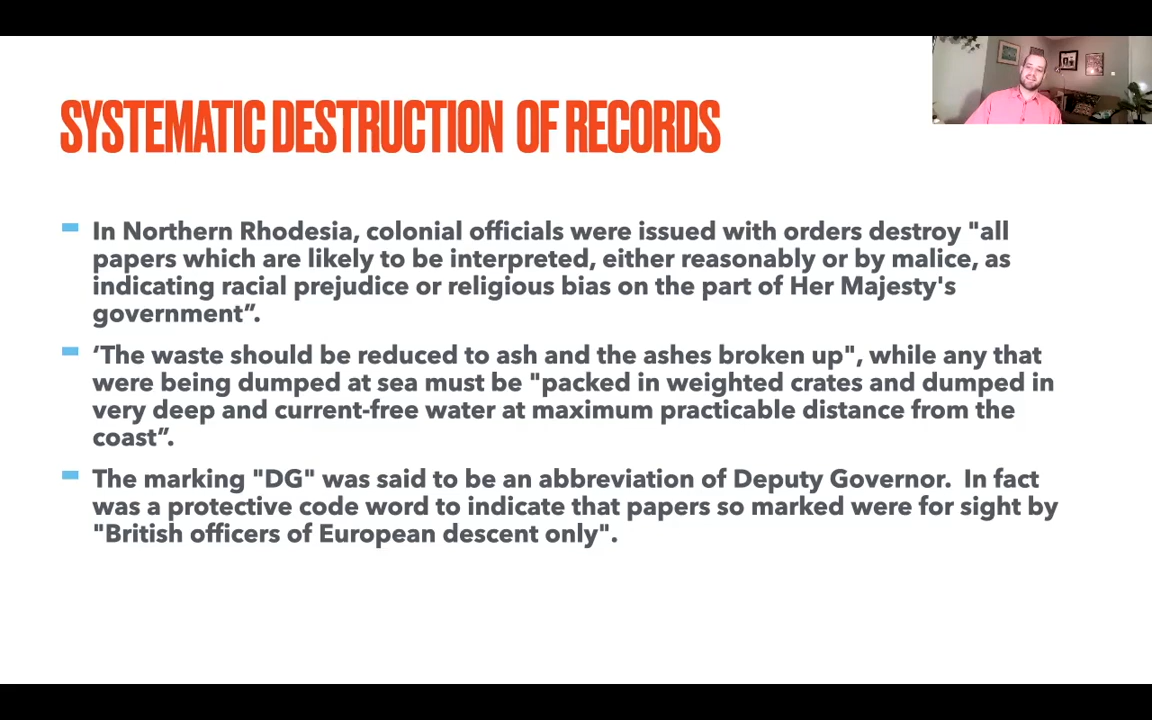 SYSTEMATIC DESTRUCTION OF RECORDS
In Northern Rhodesia, colonial officials were issued with orders destroy "all
papers which are likely to be interpreted, either reasonably or by malice, as
indicating racial prejudice or religious bias on the part of Her Majesty's
government”.
‘The waste should be reduced to ash and the ashes broken up", while any that
were being dumped at sea must be "packed in weighted crates and dumped in
very deep and current-free water at maximum practicable distance from the
coast”.
The marking "DG" was said to be an abbreviation of Deputy Governor.  In fact
was a protective code word to indicate that papers so marked were for sight by
"British officers of European descent only".